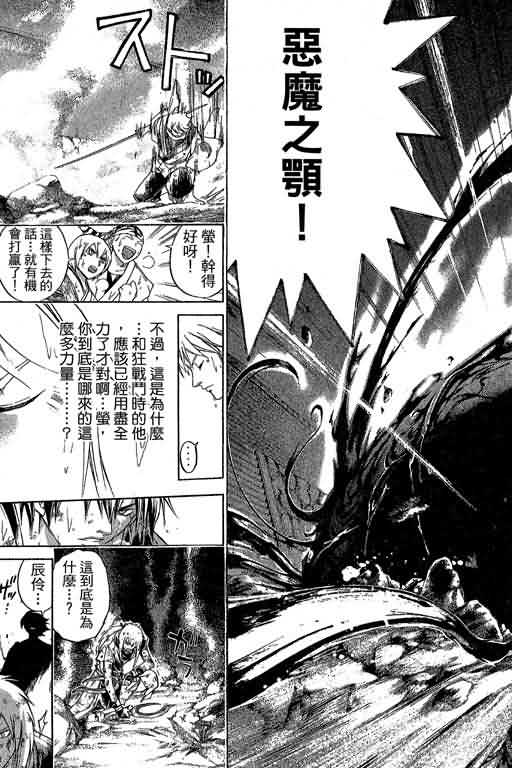 惡魔之顎!
ストッ
螢!幹得
好呀!
這樣下去的
話…就有機
會打贏了!
不過,這是為什麼
…和狂戰鬥時的他
,應該已經用盡全
力了才對啊…螢,
你到底是哪來的這
麼多力量………?
……
這到底是為
什麼…?
辰伶…